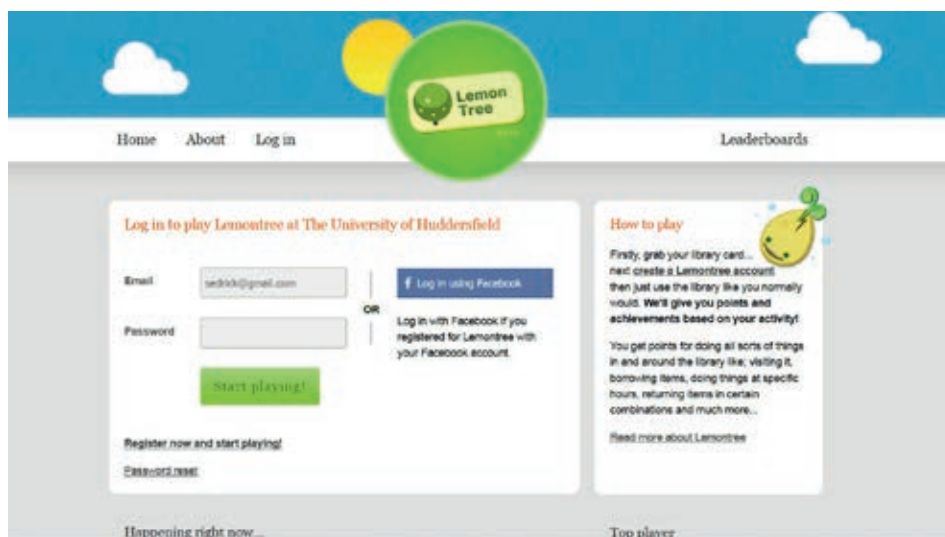 Lemon
Tree
Home About Log in Leaderboards
Log in to play Lemontree at The University of Huddersfield
Email sedrick@gmail.com
Password
Start playing!
Register now and start playing!
Password reset
OR
f Log in using Facebook
Log in with Facebook if you
registered for Lemontree with
your Facebook account.
How to play
Firstly, grab your library card...
next create a Lemontree account
then just use the library like you normally
would. We'll give you points and
achievements based on your activity!
You get points for doing all sorts of things
in and around the library like; visiting it,
borrowing items, doing things at specific
hours, returning items in certain
combinations and much more...
Read more about Lemontree
Happening right now...
Top player